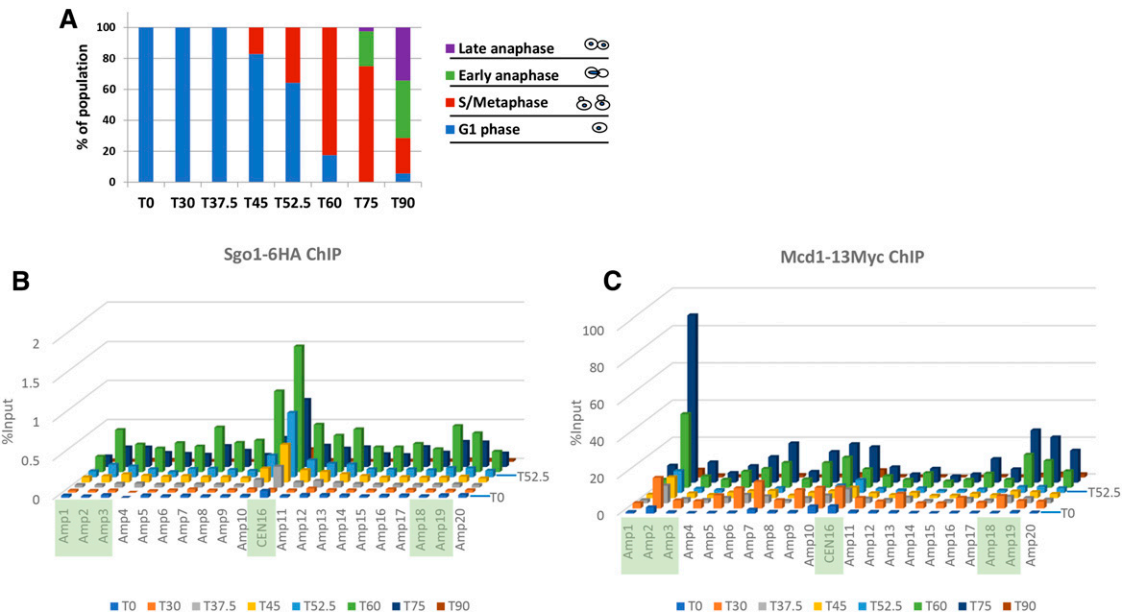 A
% of population
100
80
60
40
20
0
T0 T30 T37.5 T45 T52.5 T60 T75 T90
Late anaphase
Early anaphase
S/Metaphase
G1 phase
Sgo1-6HA ChIP
B
%Input
2
1.5
1
0.5
0
T52.5
T0
Amp1
Amp2
Amp3
Amp4
Amp5
Amp6
Amp7
Amp8
Amp9
Amp10
CEN16
Amp11
Amp12
Amp13
Amp14
Amp15
Amp16
Amp17
Amp18
Amp19
Amp20
T0 T30 T37.5 T45 T52.5 T60 T75 T90
Mcd1-13Myc ChIP
C
%Input
100
80
60
40
20
0
T52.5
T0
Amp1
Amp2
Amp3
Amp4
Amp5
Amp6
Amp7
Amp8
Amp9
Amp10
CEN16
Amp11
Amp12
Amp13
Amp14
Amp15
Amp16
Amp17
Amp18
Amp19
Amp20
T0 T30 T37.5 T45 T52.5 T60 T75 T90